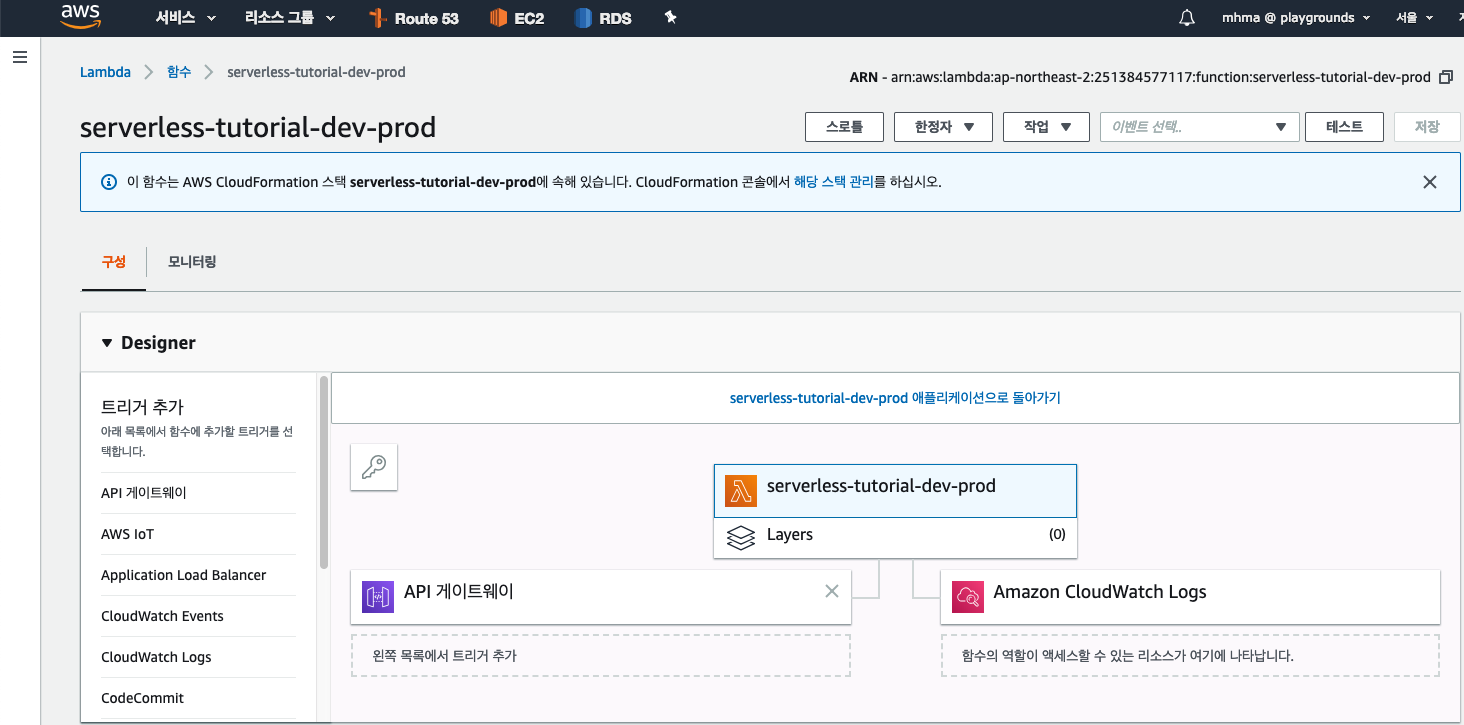 aws 서비스 리소스 그룹 Route 53 EC2 RDS mhma @ playgrounds 서울
Lambda 함수 serverless-tutorial-dev-prod
ARN - arn:aws:lambda:ap-northeast-2:251384577117:function:serverless-tutorial-dev-prod
serverless-tutorial-dev-prod
스로틀 한정자 작업 이벤트 선택.. 테스트 저장
이 함수는 AWS CloudFormation 스택 serverless-tutorial-dev-prod에 속해 있습니다. CloudFormation 콘솔에서 해당 스택 관리를 하십시오.
구성 모니터링
Designer
트리거 추가
아래 목록에서 함수에 추가할 트리거를 선
택합니다.
API 게이트웨이
AWS IoT
Application Load Balancer
CloudWatch Events
CloudWatch Logs
CodeCommit
serverless-tutorial-dev-prod 애플리케이션으로 돌아가기
serverless-tutorial-dev-prod
Layers (0)
API 게이트웨이
Amazon CloudWatch Logs
왼쪽 목록에서 트리거 추가
함수의 역할이 액세스할 수 있는 리소스가 여기에 나타납니다.